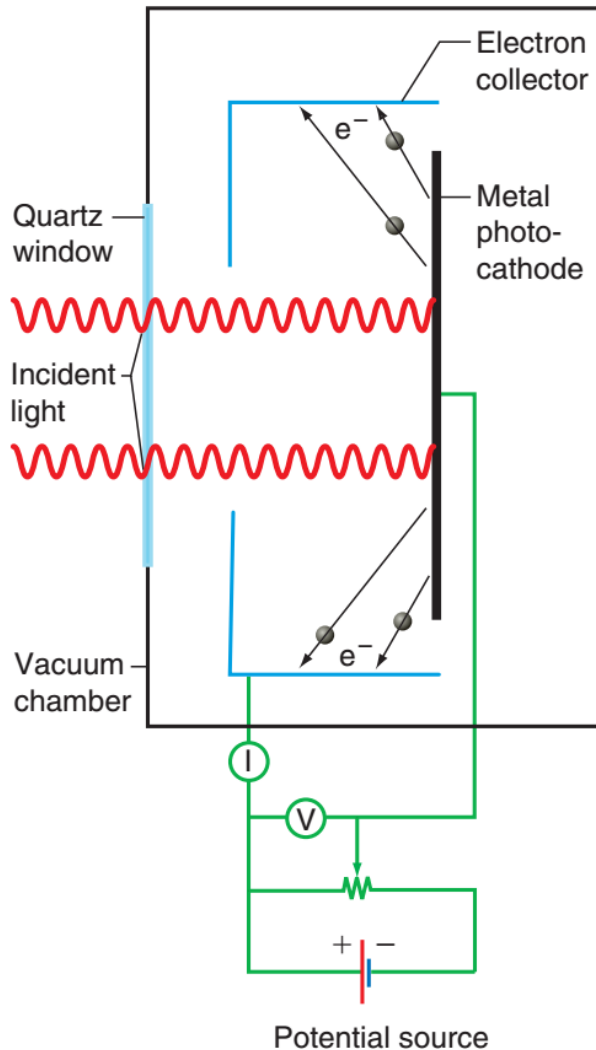 Electron
collector
e−
Metal
photo-
cathode
Quartz
window
Incident
light
e−
Vacuum
chamber
I
V
+ −
Potential source